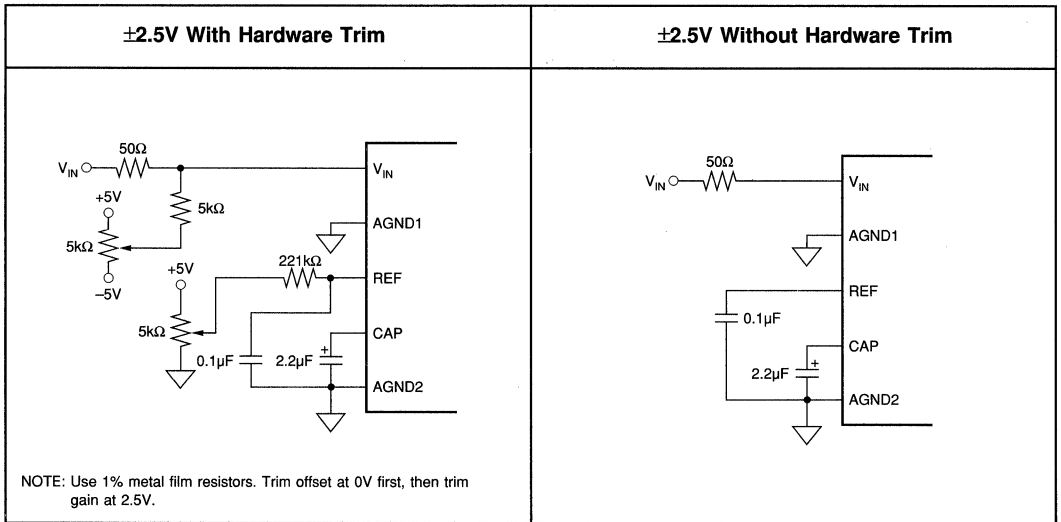 ±2.5V With Hardware Trim
50Ω
V_IN
V_IN
+5V
5kΩ
AGND1
5kΩ
221kΩ
REF
–5V
+5V
5kΩ
CAP
+
0.1µF
2.2µF
AGND2
NOTE: Use 1% metal film resistors. Trim offset at 0V first, then trim
gain at 2.5V.
±2.5V Without Hardware Trim
50Ω
V_IN
V_IN
AGND1
REF
0.1µF
CAP
+
2.2µF
AGND2